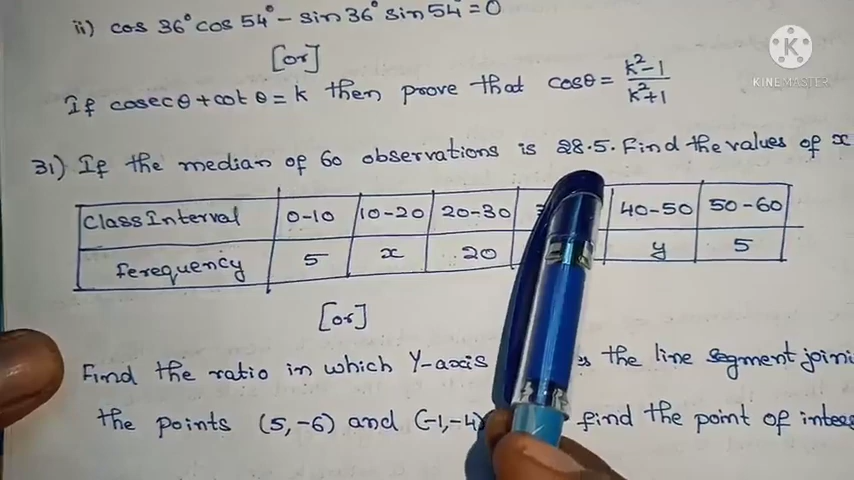 ii) cos 36° cos 54° - sin 36° sin 54° = 0
[or]
If cosecθ + cot θ = k then prove that cosθ = k²-1/k²+1
K
KINEMASTER
31) If the median of 60 observations is 28.5. Find the values of x
Class Interval 0-10 10-20 20-30 40-50 50-60
Ferequency 5 x 20 y 5
[or]
Find the ratio in which Y-axis the line segment joini
the points (5,-6) and (-1,-4) find the point of inters